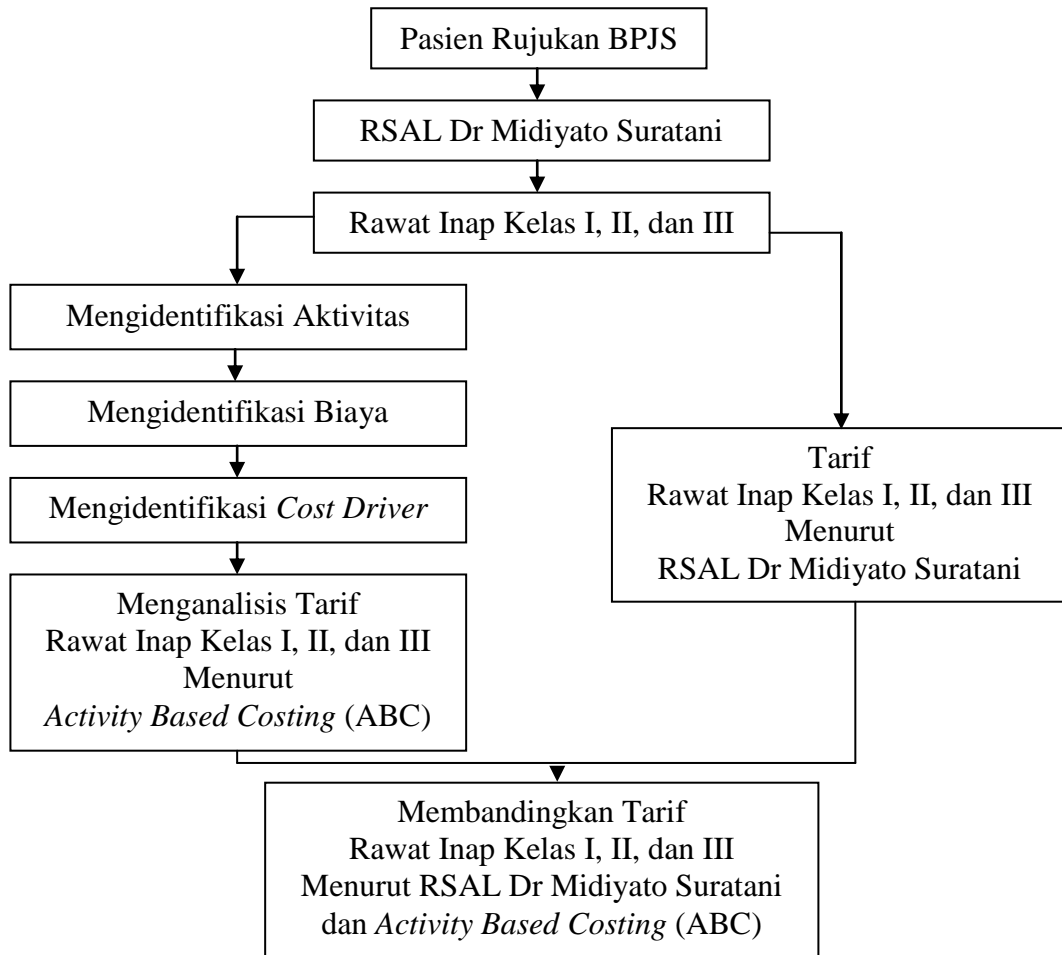 Pasien Rujukan BPJS
RSAL Dr Midiyato Suratani
Rawat Inap Kelas I, II, dan III
Mengidentifikasi Aktivitas
Mengidentifikasi Biaya
Mengidentifikasi Cost Driver
Menganalisis Tarif
Rawat Inap Kelas I, II, dan III
Menurut
Activity Based Costing (ABC)
Tarif
Rawat Inap Kelas I, II, dan III
Menurut
RSAL Dr Midiyato Suratani
Membandingkan Tarif
Rawat Inap Kelas I, II, dan III
Menurut RSAL Dr Midiyato Suratani
dan Activity Based Costing (ABC)